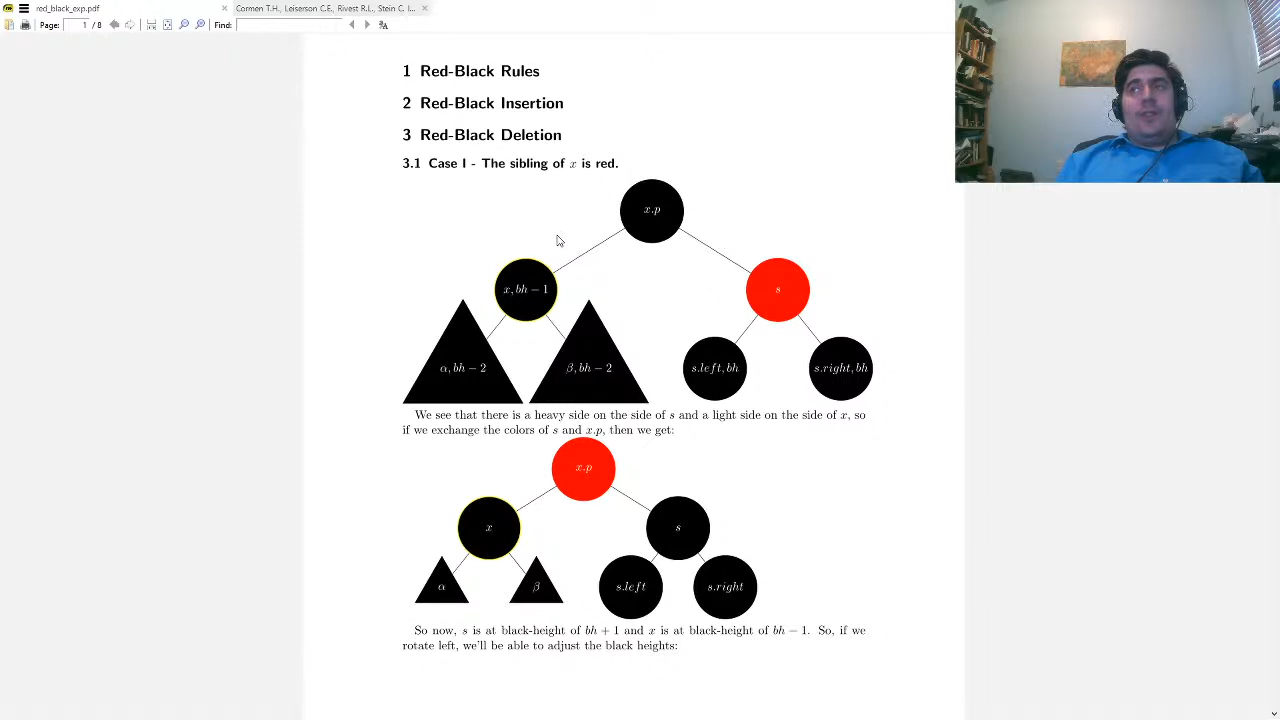 red_black_exp.pdf
Cormen T.H., Leiserson C.E., Rivest R.L., Stein C. I...
Page: 1 / 8 Find:
1 Red-Black Rules
2 Red-Black Insertion
3 Red-Black Deletion
3.1 Case I - The sibling of x is red.
x.p
x, bh − 1
s
α, bh − 2
β, bh − 2
s.left, bh
s.right, bh
We see that there is a heavy side on the side of s and a light side on the side of x, so
if we exchange the colors of s and x.p, then we get:
x.p
x
s
α
β
s.left
s.right
So now, s is at black-height of bh + 1 and x is at black-height of bh − 1. So, if we
rotate left, we'll be able to adjust the black heights: